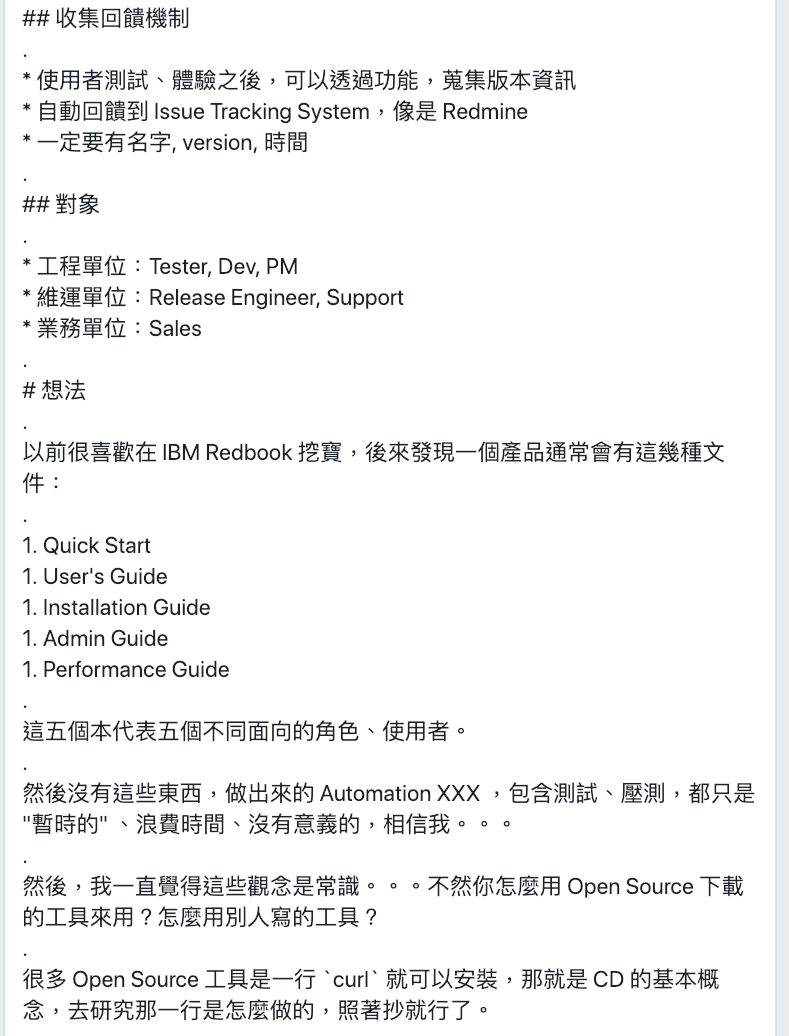 ## 收集回饋機制
.
* 使用者測試、體驗之後，可以透過功能，蒐集版本資訊
* 自動回饋到 Issue Tracking System，像是 Redmine
* 一定要有名字, version, 時間
.
## 對象
.
* 工程單位：Tester, Dev, PM
* 維運單位：Release Engineer, Support
* 業務單位：Sales
.
# 想法
.
以前很喜歡在 IBM Redbook 挖寶，後來發現一個產品通常會有這幾種文
件：
.
1. Quick Start
1. User's Guide
1. Installation Guide
1. Admin Guide
1. Performance Guide
.
這五個本代表五個不同面向的角色、使用者。
.
然後沒有這些東西，做出來的 Automation XXX ，包含測試、壓測，都只是
"暫時的" 、浪費時間、沒有意義的，相信我。。。
.
然後，我一直覺得這些觀念是常識。。。不然你怎麼用 Open Source 下載
的工具來用？怎麼用別人寫的工具？
.
很多 Open Source 工具是一行 `curl` 就可以安裝，那就是 CD 的基本概
念，去研究那一行是怎麼做的，照著抄就行了。